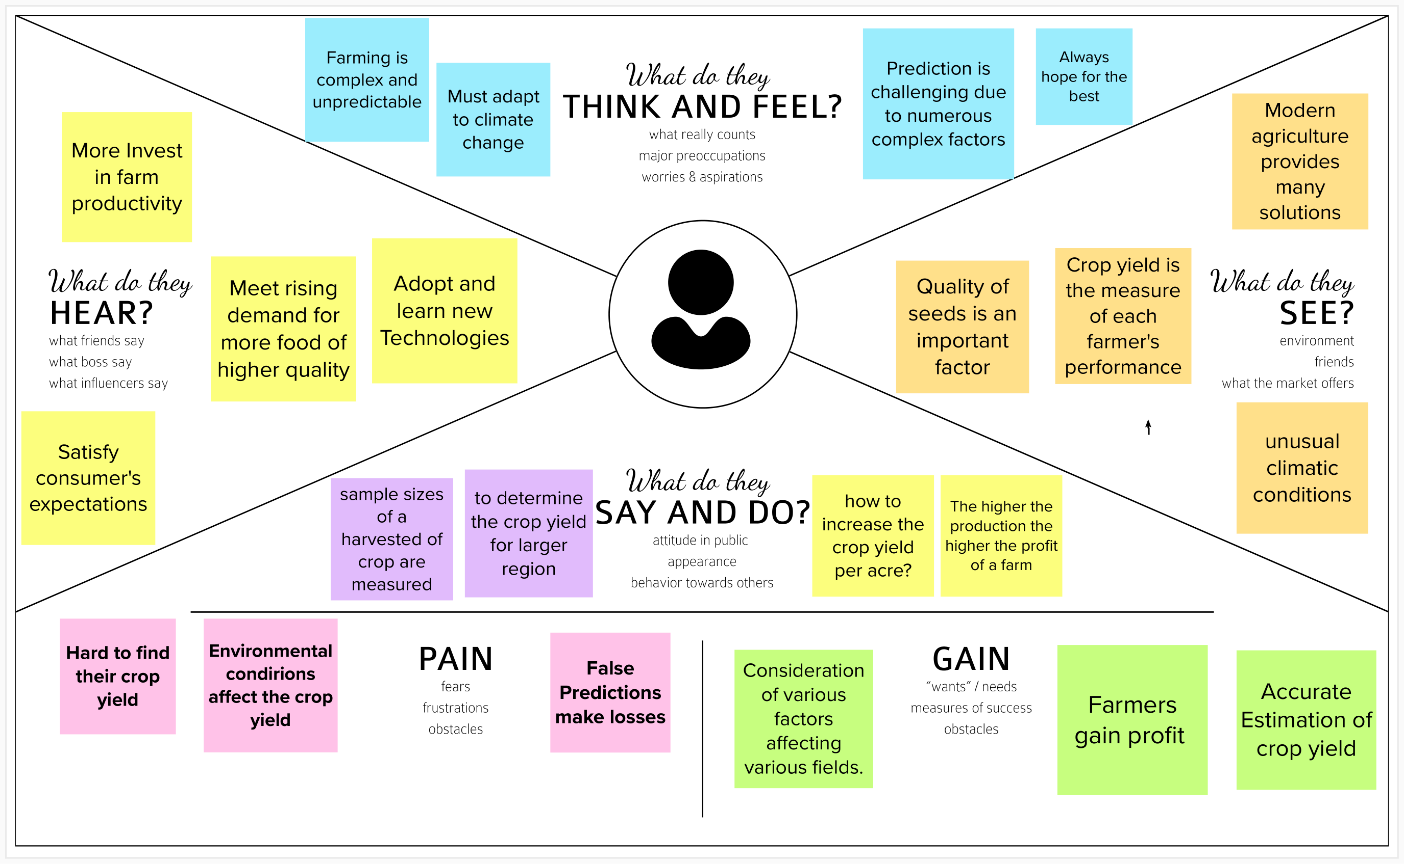 Farming is
complex and
unpredictable
Must adapt
to climate
change
What do they
THINK AND FEEL?
what really counts
major preoccupations
worries & aspirations
Prediction is
challenging due
to numerous
complex factors
Always
hope for the
best
More Invest
in farm
productivity
What do they
HEAR?
what friends say
what boss say
what influencers say
Meet rising
demand for
more food of
higher quality
Adopt and
learn new
Technologies
Satisfy
consumer's
expectations
Modern
agriculture
provides
many
solutions
Quality of
seeds is an
important
factor
Crop yield is
the measure
of each
farmer's
performance
What do they
SEE?
environment
friends
what the market offers
unusual
climatic
conditions
sample sizes
of a
harvested of
crop are
measured
to determine
the crop yield
for larger
region
What do they
SAY AND DO?
attitude in public
appearance
behavior towards others
how to
increase the
crop yield
per acre?
The higher the
production the
higher the profit
of a farm
Hard to find
their crop
yield
Environmental
condirions
affect the crop
yield
PAIN
fears
frustrations
obstacles
False
Predictions
make losses
Consideration
of various
factors
affecting
various fields.
GAIN
"wants" / needs
measures of success
obstacles
Farmers
gain profit
Accurate
Estimation of
crop yield